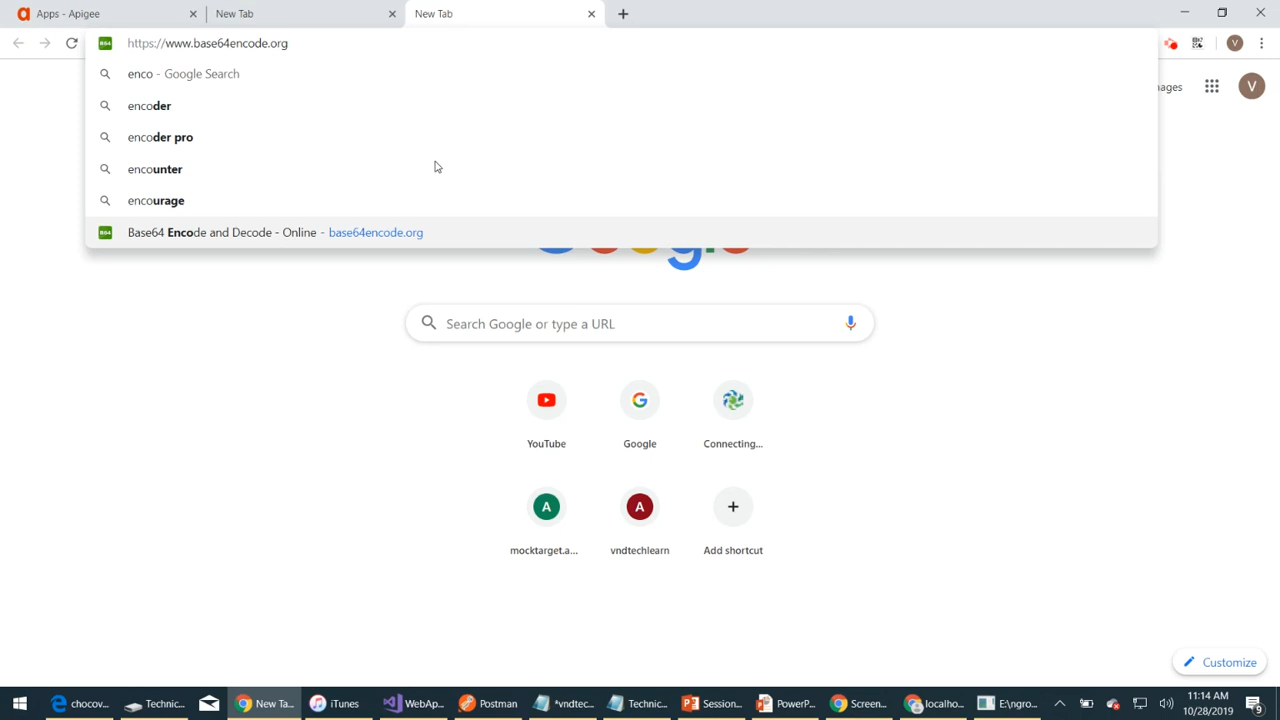 Apps - Apigee
New Tab
New Tab
https://www.base64encode.org
enco - Google Search
encoder
encoder pro
encounter
encourage
Base64 Encode and Decode - Online - base64encode.org
ages
V
V
Search Google or type a URL
YouTube
Google
Connecting...
A
A
mocktarget.a...
vndtechlearn
Add shortcut
Customize
chocov...
Technic...
New Ta...
iTunes
WebAp...
Postman
*vndtec...
Technic...
Session...
PowerP...
Screen...
localho...
E:\ngro...
11:14 AM
10/28/2019
9